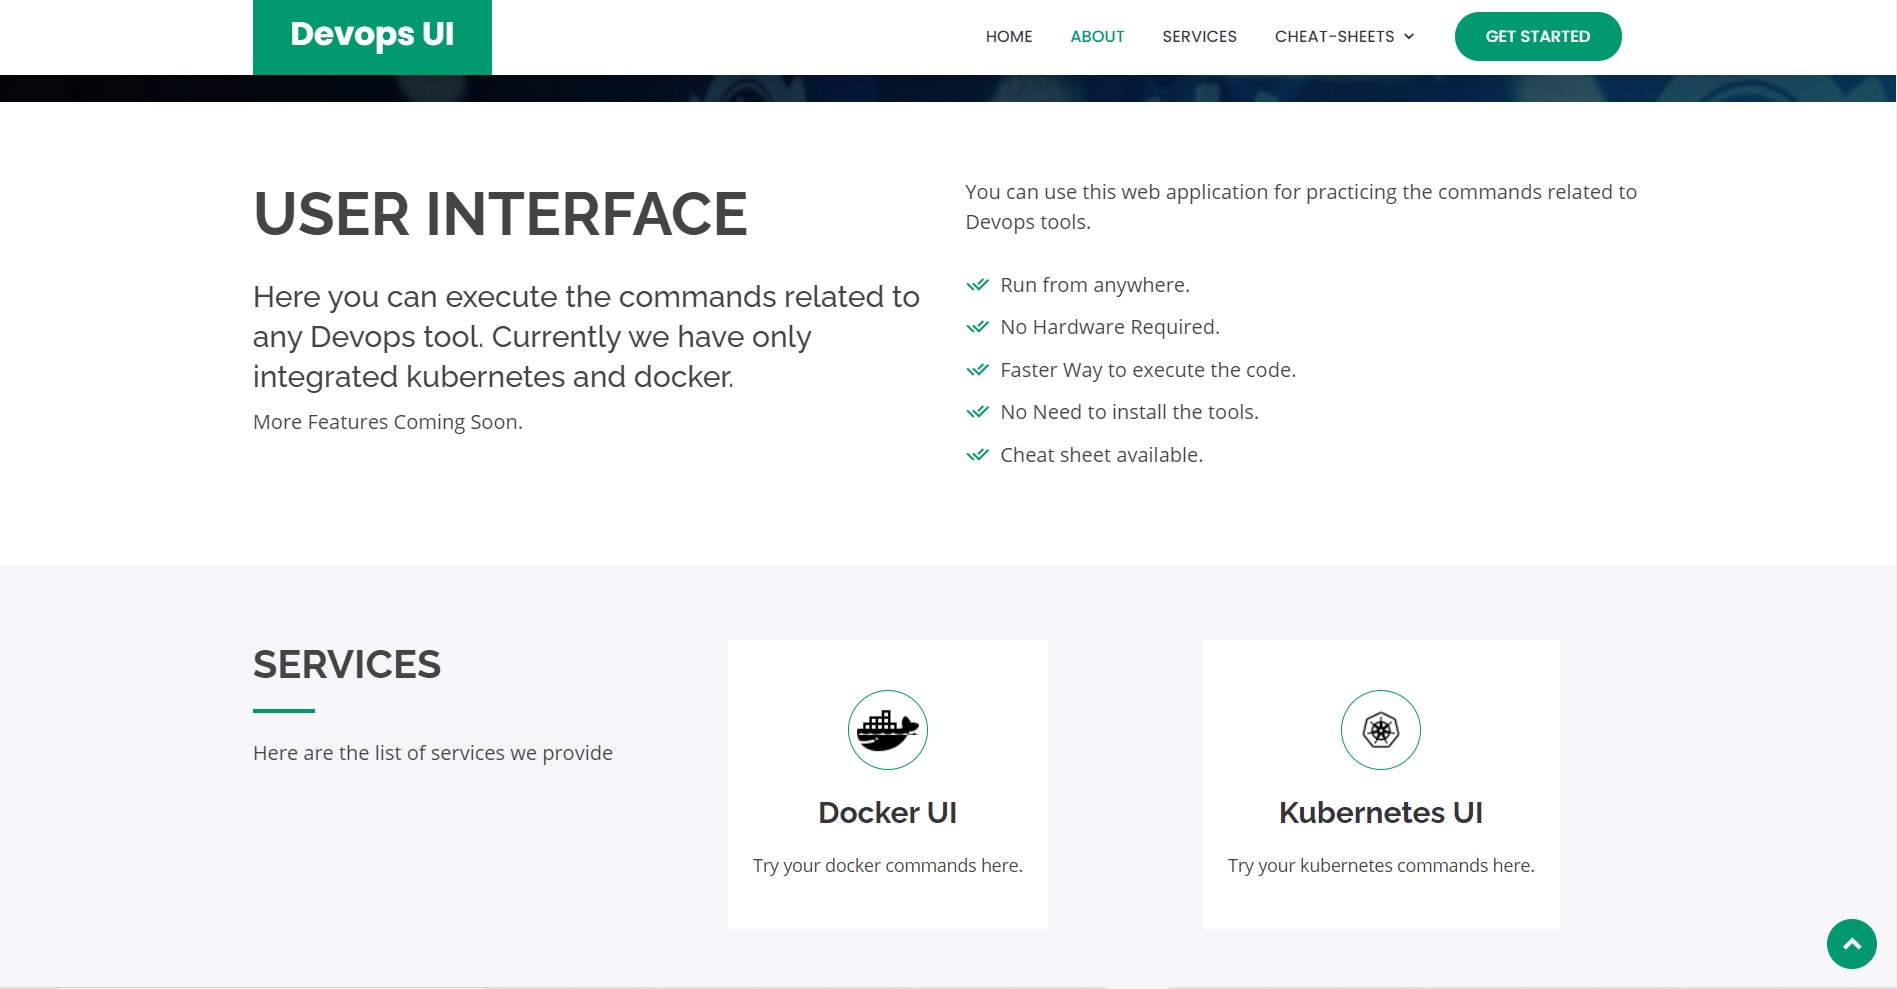 Devops UI
HOME
ABOUT
SERVICES
CHEAT-SHEETS
GET STARTED
USER INTERFACE
Here you can execute the commands related to
any Devops tool. Currently we have only
integrated kubernetes and docker.
More Features Coming Soon.
You can use this web application for practicing the commands related to
Devops tools.
Run from anywhere.
No Hardware Required.
Faster Way to execute the code.
No Need to install the tools.
Cheat sheet available.
SERVICES
Here are the list of services we provide
Docker UI
Try your docker commands here.
Kubernetes UI
Try your kubernetes commands here.